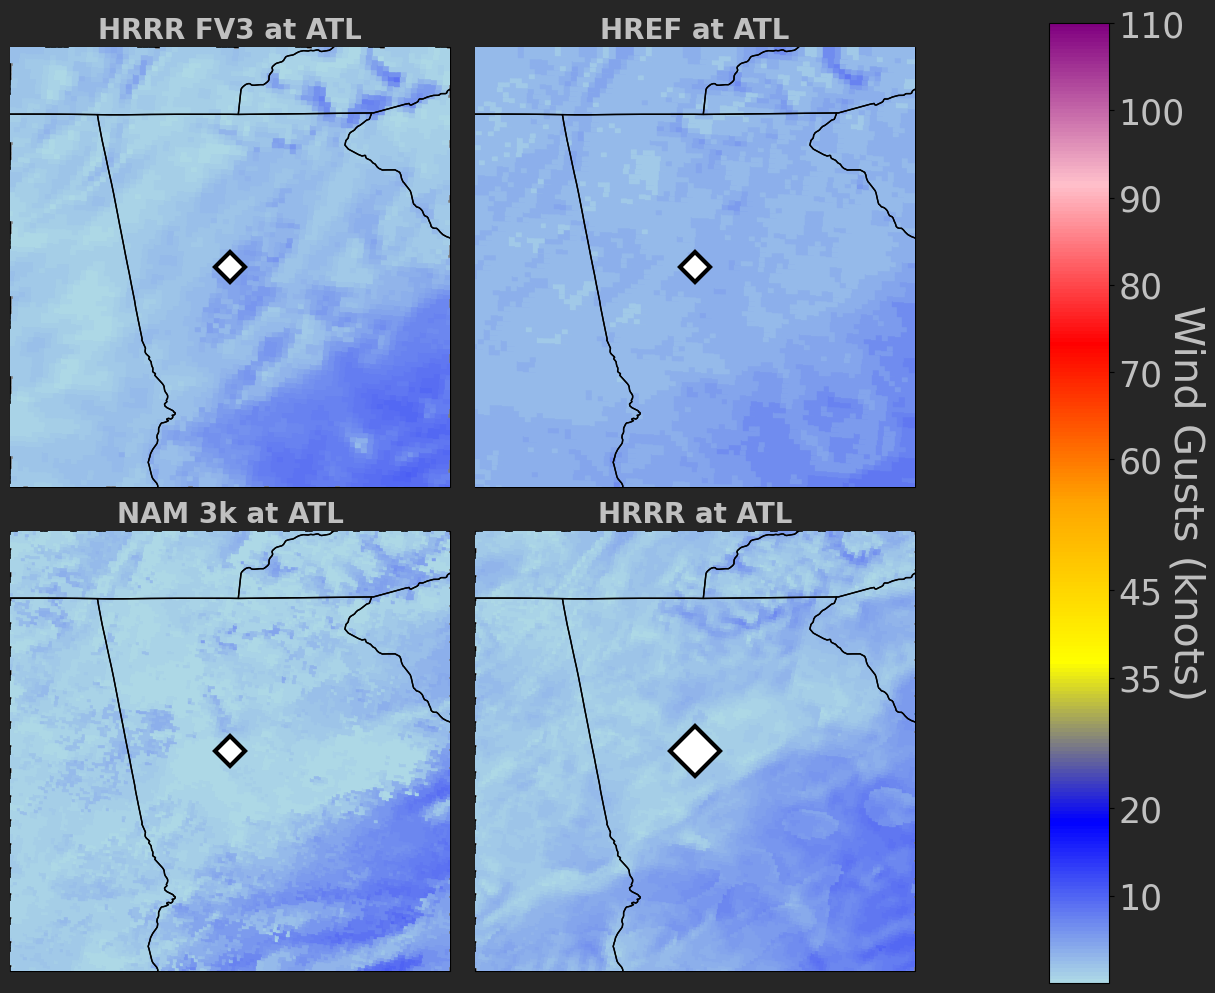 HRRR FV3 at ATL
HREF at ATL
NAM 3k at ATL
HRRR at ATL
110
100
90
80
70
60
45
35
20
10
Wind Gusts (knots)